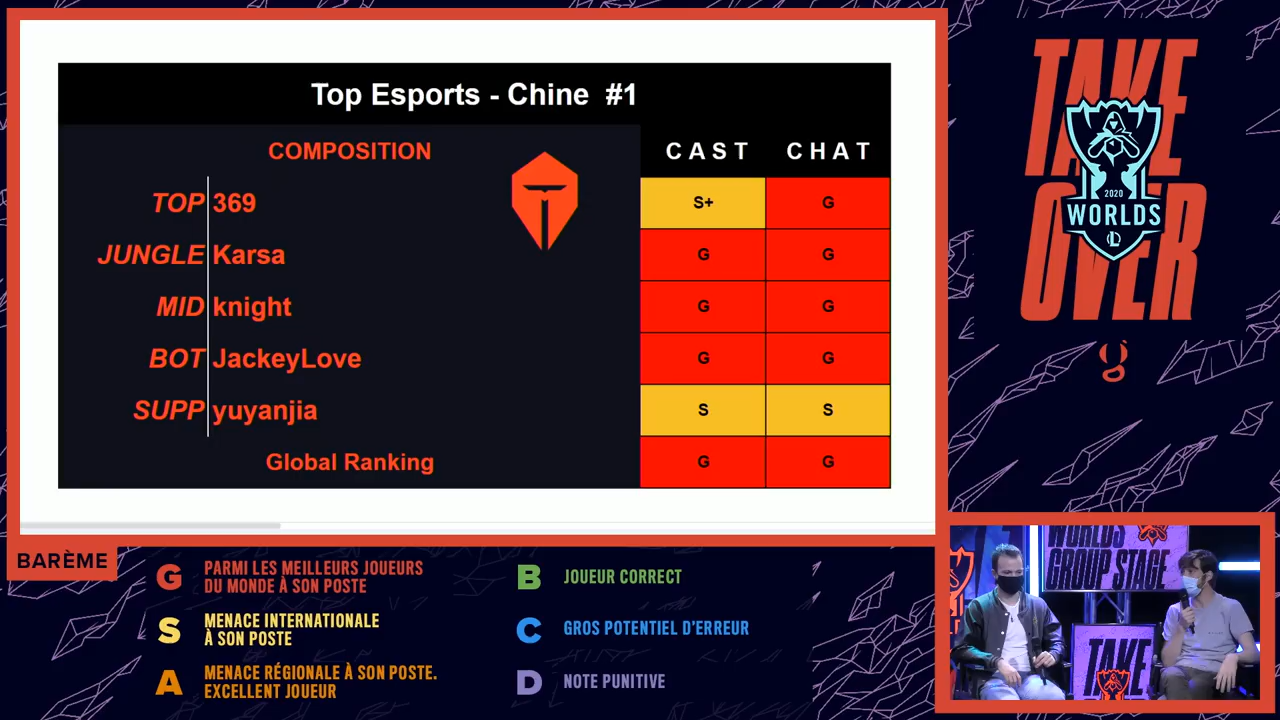 Top Esports - Chine #1
COMPOSITION
CAST CHAT
TOP 369 S+ G
JUNGLE Karsa G G
MID knight G G
BOT JackeyLove G G
SUPP yuyanjia S S
Global Ranking G G
TAKE
OVER
2020
WORLDS
BARÈME
G PARMI LES MEILLEURS JOUEURS
DU MONDE À SON POSTE
S MENACE INTERNATIONALE
À SON POSTE
A MENACE RÉGIONALE À SON POSTE.
EXCELLENT JOUEUR
B JOUEUR CORRECT
C GROS POTENTIEL D'ERREUR
D NOTE PUNITIVE
WORLDS
GROUP STAGE
TAKE